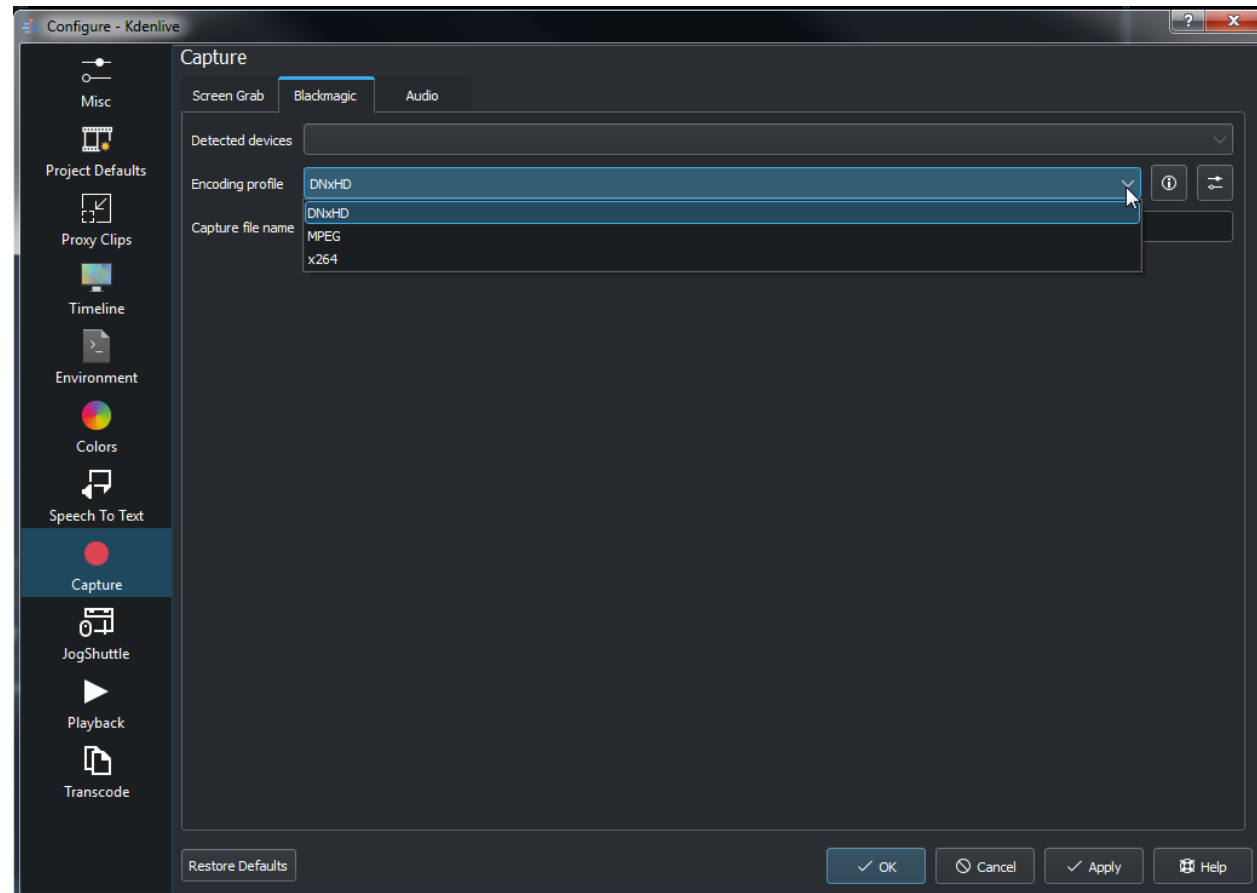 Configure - Kdenlive
?
Misc
Project Defaults
Proxy Clips
Timeline
>_
Environment
Colors
Speech To Text
Capture
JogShuttle
Playback
Transcode
Capture
Screen Grab Blackmagic Audio
Detected devices
Encoding profile DNxHD
DNxHD
Capture file name
MPEG
x264
Restore Defaults OK Cancel Apply Help